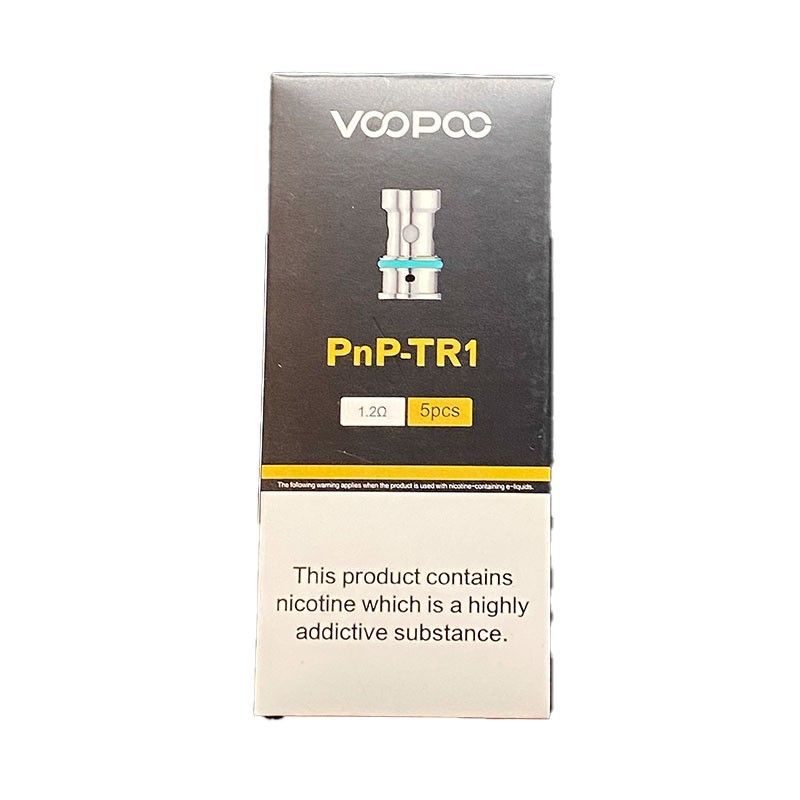 VOOPOO
PnP-TR1
1.2Ω 5pcs
The following warning applies when the product is used with nicotine-containing e-liquids.
This product contains
nicotine which is a highly
addictive substance.